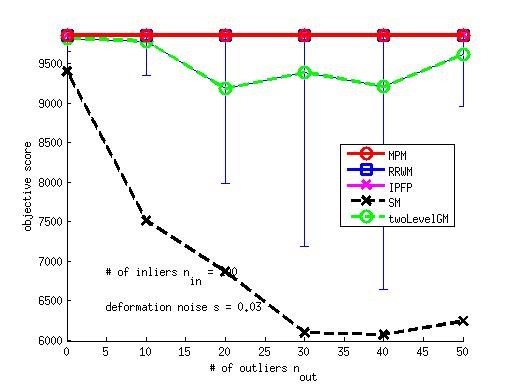 objective score
9500
9000
8500
8000
7500
7000
6500
6000
MPM
RRWM
IPFP
SM
twoLevelGM
# of inliers n in =
deformation noise s = 0.03
0 5 10 15 20 25 30 35 40 45 50
# of outliers n out